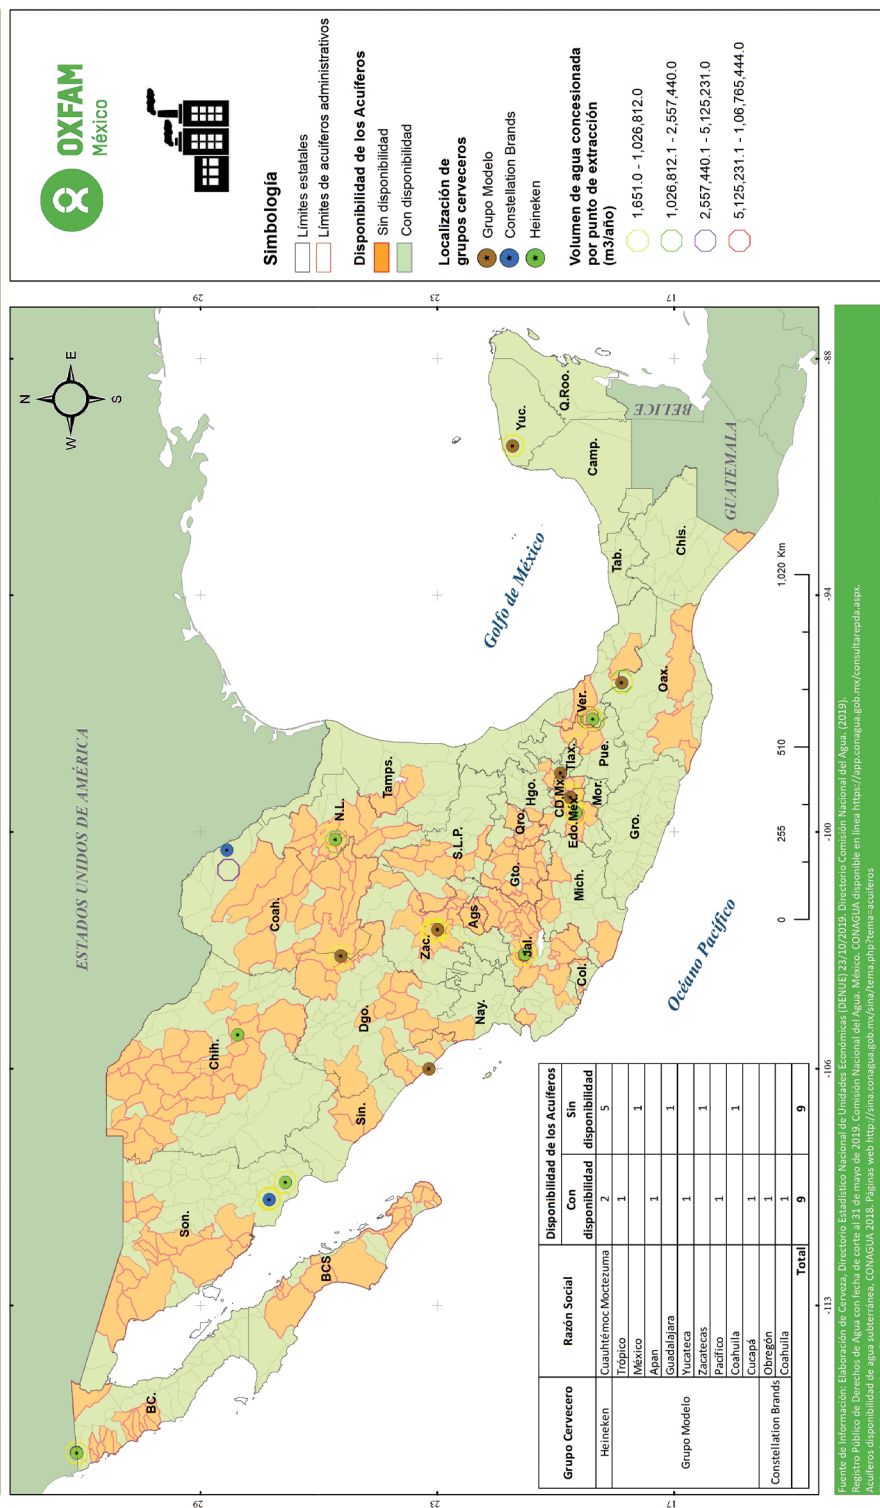 OXFAM
México
Simbología
Límites estatales
Límites de acuíferos administrativos
Disponibilidad de los Acuíferos
Sin disponibilidad
Con disponibilidad
Localización de
grupos cerveceros
Grupo Modelo
Constellation Brands
Heineken
Volumen de agua concesionada
por punto de extracción
(m3/año)
1,651.0 - 1,026,812.0
1,026,812.1 - 2,557,440.0
2,557,440.1 - 5,125,231.0
5,125,231.1 - 1,06,765,444.0
N
W
E
S
29
23
17
29
23
17
-113
-106
-100
-94
-88
ESTADOS UNIDOS DE AMÉRICA
Golfo de México
Océano Pacífico
BELICE
GUATEMALA
BC.
BCS
Son.
Chih.
Coah.
N.L.
Tamps.
Sin.
Dgo.
Zac.
S.L.P.
Nay.
Ags
Jal.
Gto.
Qro.
Hgo.
Col.
Mich.
Edo.Méx.
CD.Mx.
Tlax.
Mor.
Pue.
Ver.
Gro.
Oax.
Tab.
Chis.
Camp.
Yuc.
Q.Roo.
0 255 510 1,020 Km
Grupo Cervecero Razón Social Disponibilidad de los Acuíferos
Con disponibilidad Sin disponibilidad
Heineken Cuauhtémoc Moctezuma 2 5
Grupo Modelo Trópico 1
México 1
Apan 1
Guadalajara 1
Yucateca 1
Zacatecas 1
Pacífico 1
Coahuila 1
Cucapá 1
Constellation Brands Obregón 1
Coahuila 1
Total 9 9
Fuente de Información: Elaboración de Cerveza, Directorio Estadístico Nacional de Unidades Económicas (DENUE) 23/10/2019. Directorio Comisión Nacional del Agua. (2019).
Registro Público de Derechos de Agua con fecha de corte al 31 de mayo de 2019. Comisión Nacional del Agua. México. CONAGUA disponible en línea https://app.conagua.gob.mx/consultarepda.aspx.
Acuíferos disponibilidad de agua subterránea, CONAGUA 2018. Páginas web http://sina.conagua.gob.mx/sina/tema.php?tema=acuiferos